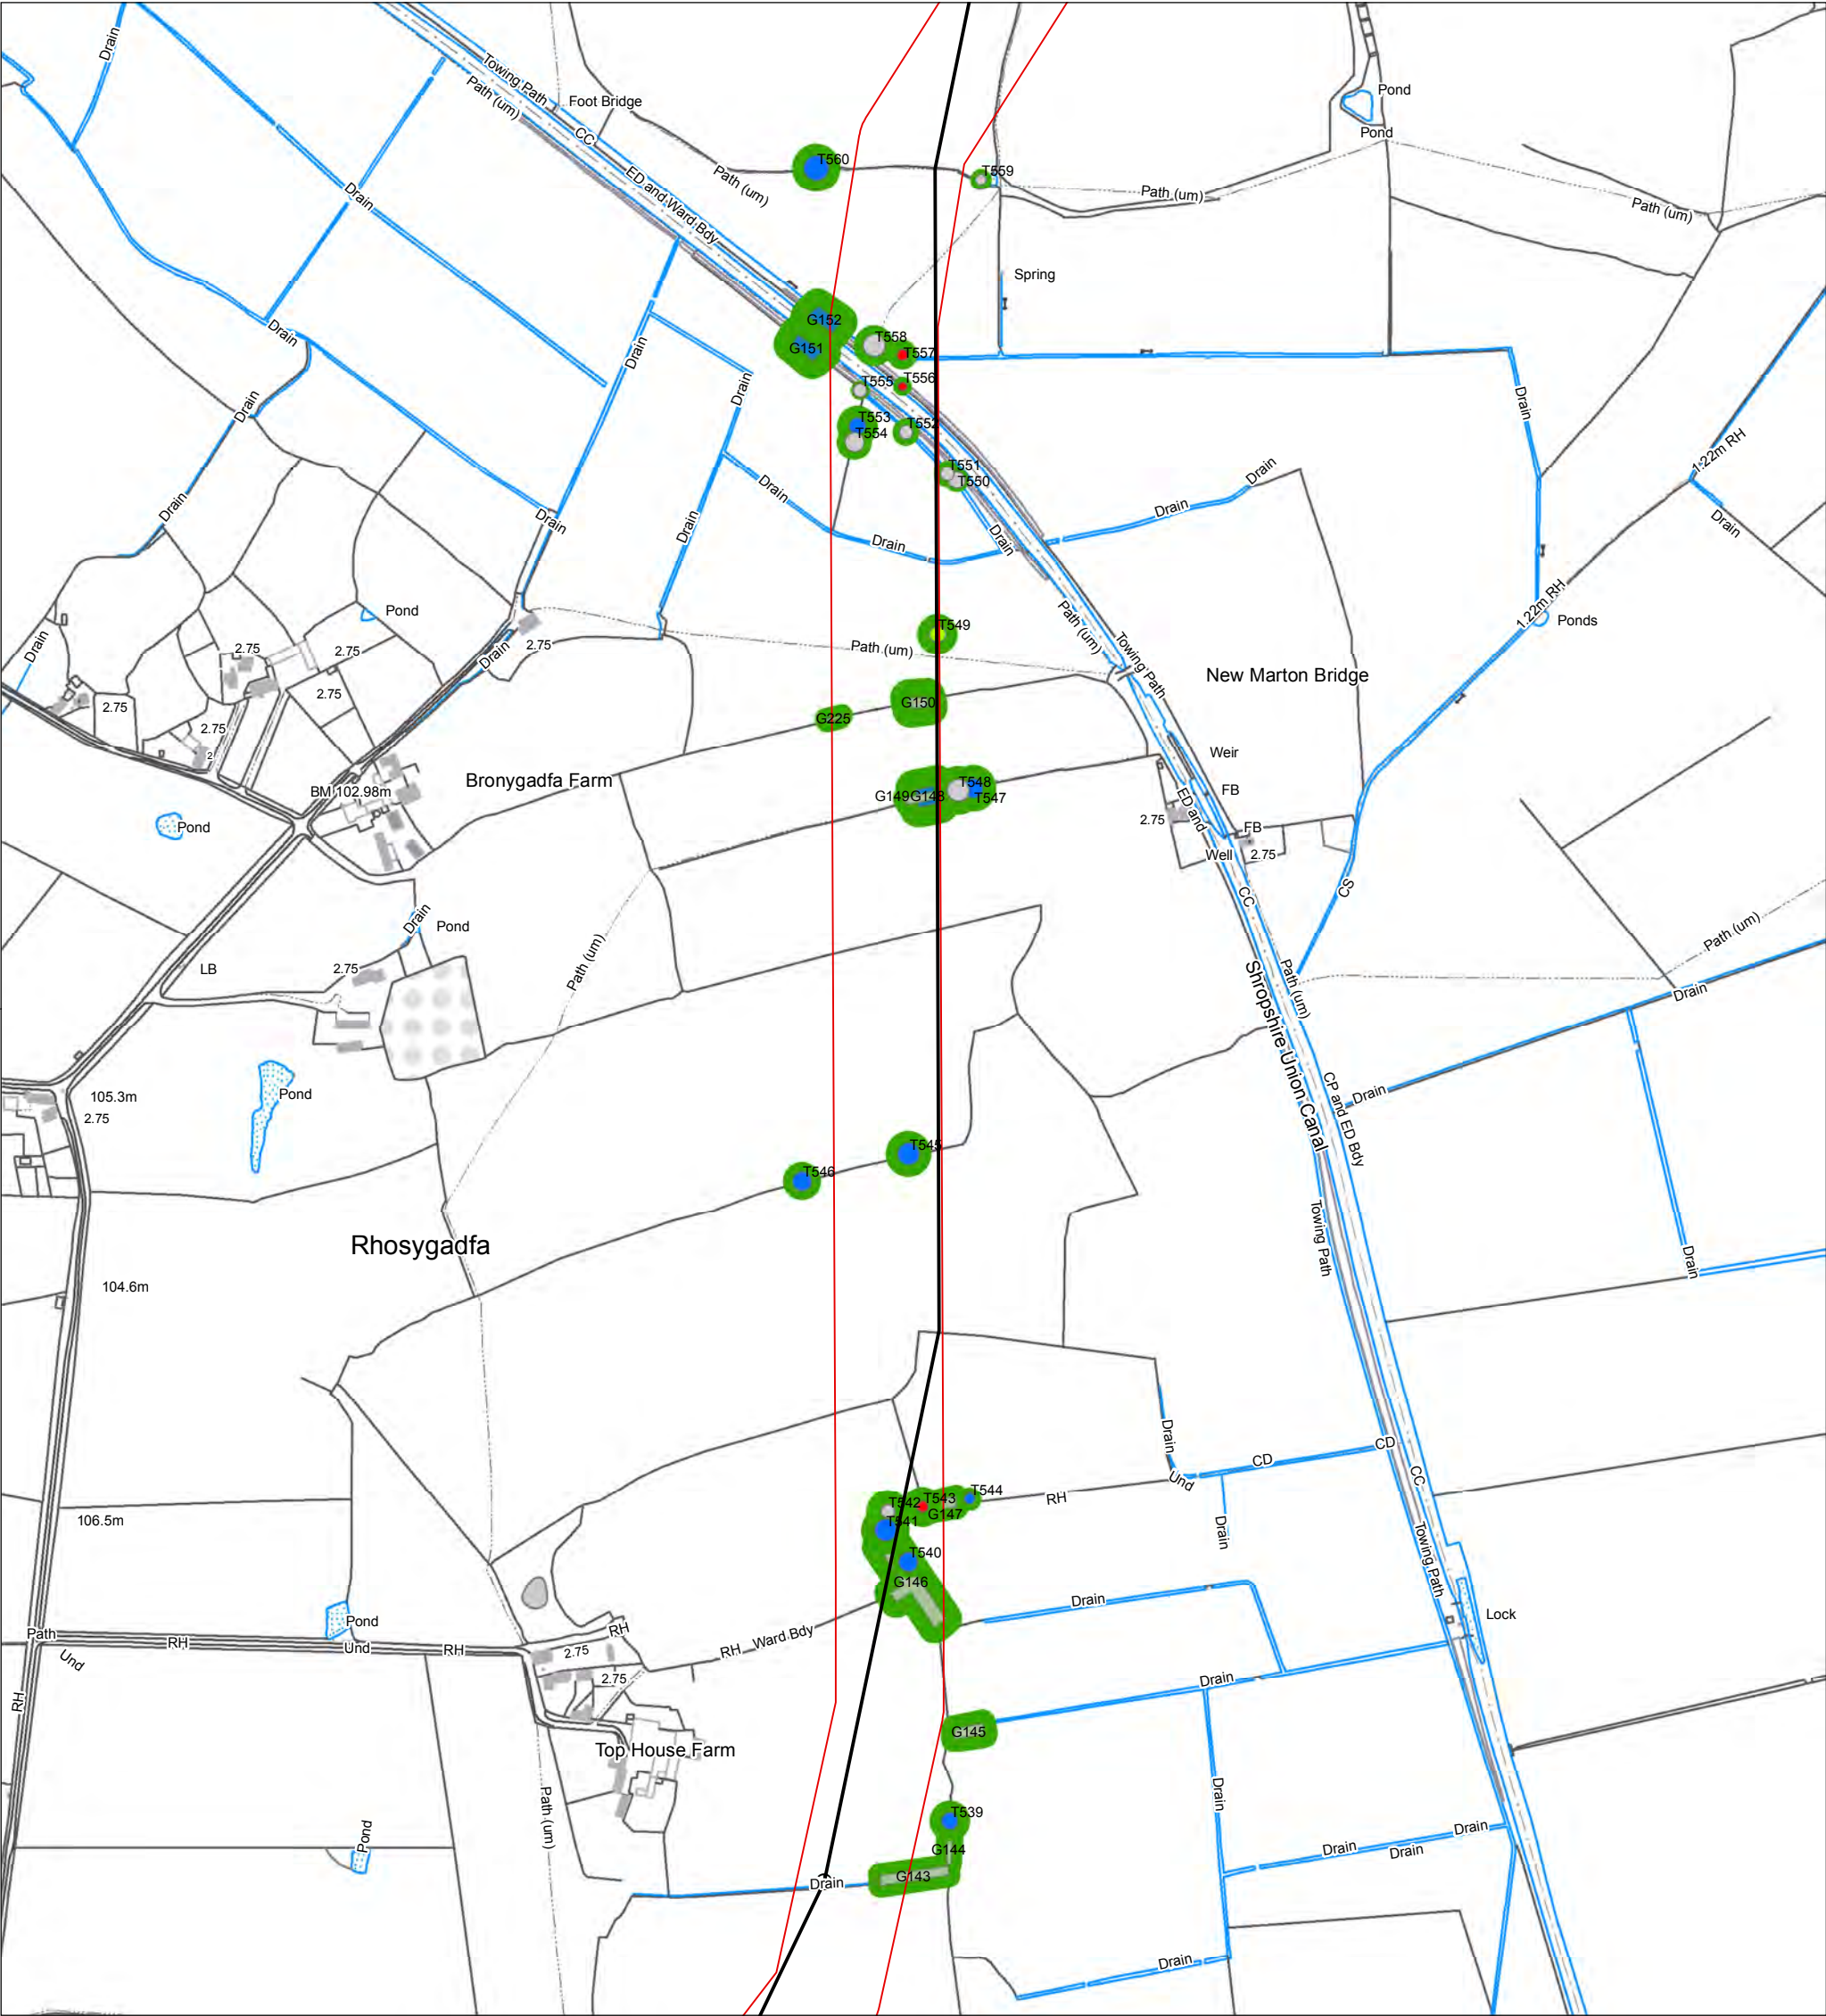 Drain
Towing Path
Path (um)
Foot Bridge
CC
ED and Ward Bdy
Path (um)
T560
T559
Pond
Pond
Path (um)
Path (um)
Drain
Spring
Drain
G152
G151
T558
T557
T556
T555
T553
T554
T552
T551
T550
Drain
Drain
Drain
Drain
1.22m RH
Drain
Drain
Drain
Drain
Drain
Drain
Drain
Drain
Drain
Drain
Pond
2.75
2.75
2.75
2.75
2.75
2.75
Drain
Drain
Path (um)
T549
Path (um)
Towing Path
New Marton Bridge
1.22m RH
Ponds
G225
G150
Weir
FB
Bronygadfa Farm
BM 102.98m
G149
G148
T548
T547
ED and
2.75
FB
Well
2.75
Pond
CC
CS
Drain
Pond
Path (um)
Path (um)
LB
2.75
Path (um)
Shropshire Union Canal
Drain
Pond
105.3m
2.75
CP and ED Bdy
Drain
T545
T546
Towing Path
Rhosygadfa
Drain
104.6m
Drain
CD
CD
Und
CC
T542
T543
T544
G147
RH
T541
106.5m
Drain
T540
G146
Towing Path
Drain
Lock
Pond
Path
RH
Und
RH
RH
2.75
RH
Ward Bdy
Und
2.75
Drain
RH
G145
Top House Farm
Drain
Path (um)
T539
Pond
G144
Drain
Drain
Drain
G143
Drain
Drain